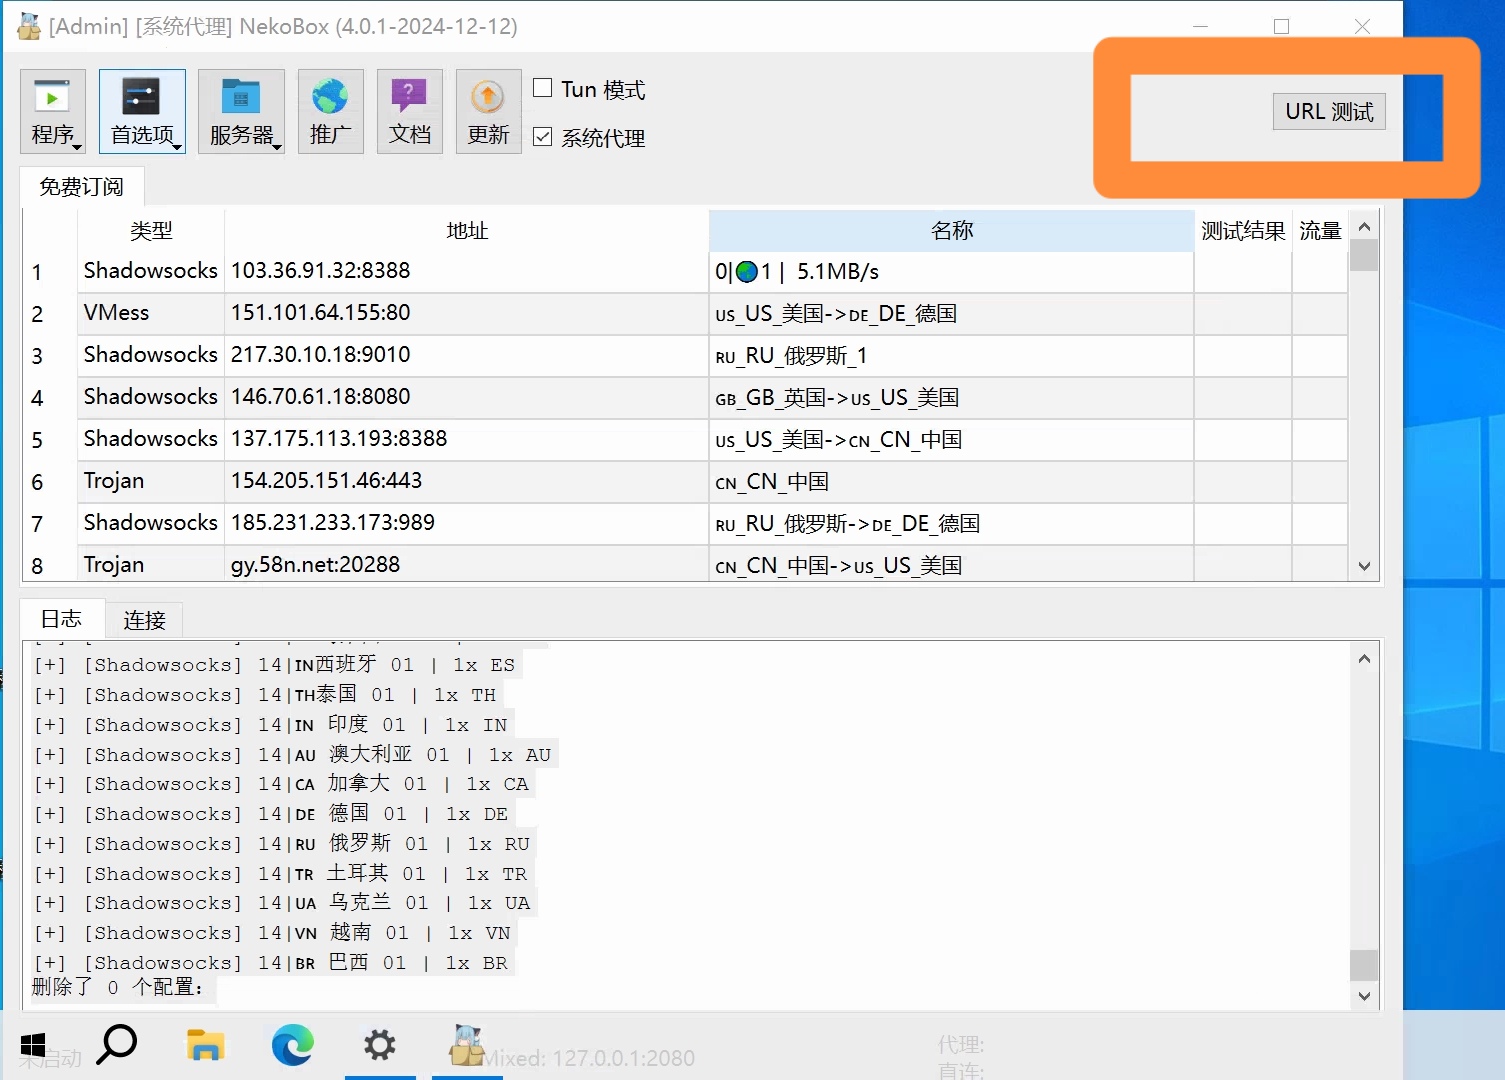 [Admin] [系统代理] NekoBox (4.0.1-2024-12-12)
程序 首选项 服务器 推广 文档 更新
Tun 模式
系统代理
URL 测试
免费订阅
类型 地址 名称 测试结果 流量
1 Shadowsocks 103.36.91.32:8388 0|🌏1 | 5.1MB/s
2 VMess 151.101.64.155:80 US_US_美国->DE_DE_德国
3 Shadowsocks 217.30.10.18:9010 RU_RU_俄罗斯_1
4 Shadowsocks 146.70.61.18:8080 GB_GB_英国->US_US_美国
5 Shadowsocks 137.175.113.193:8388 US_US_美国->CN_CN_中国
6 Trojan 154.205.151.46:443 CN_CN_中国
7 Shadowsocks 185.231.233.173:989 RU_RU_俄罗斯->DE_DE_德国
8 Trojan gy.58n.net:20288 CN_CN_中国->US_US_美国
日志 连接
[+] [Shadowsocks] 14|IN西班牙 01 | 1x ES
[+] [Shadowsocks] 14|TH泰国 01 | 1x TH
[+] [Shadowsocks] 14|IN 印度 01 | 1x IN
[+] [Shadowsocks] 14|AU 澳大利亚 01 | 1x AU
[+] [Shadowsocks] 14|CA 加拿大 01 | 1x CA
[+] [Shadowsocks] 14|DE 德国 01 | 1x DE
[+] [Shadowsocks] 14|RU 俄罗斯 01 | 1x RU
[+] [Shadowsocks] 14|TR 土耳其 01 | 1x TR
[+] [Shadowsocks] 14|UA 乌克兰 01 | 1x UA
[+] [Shadowsocks] 14|VN 越南 01 | 1x VN
[+] [Shadowsocks] 14|BR 巴西 01 | 1x BR
删除了 0 个配置:
未启动 Mixed: 127.0.0.1:2080 代理:
直连: